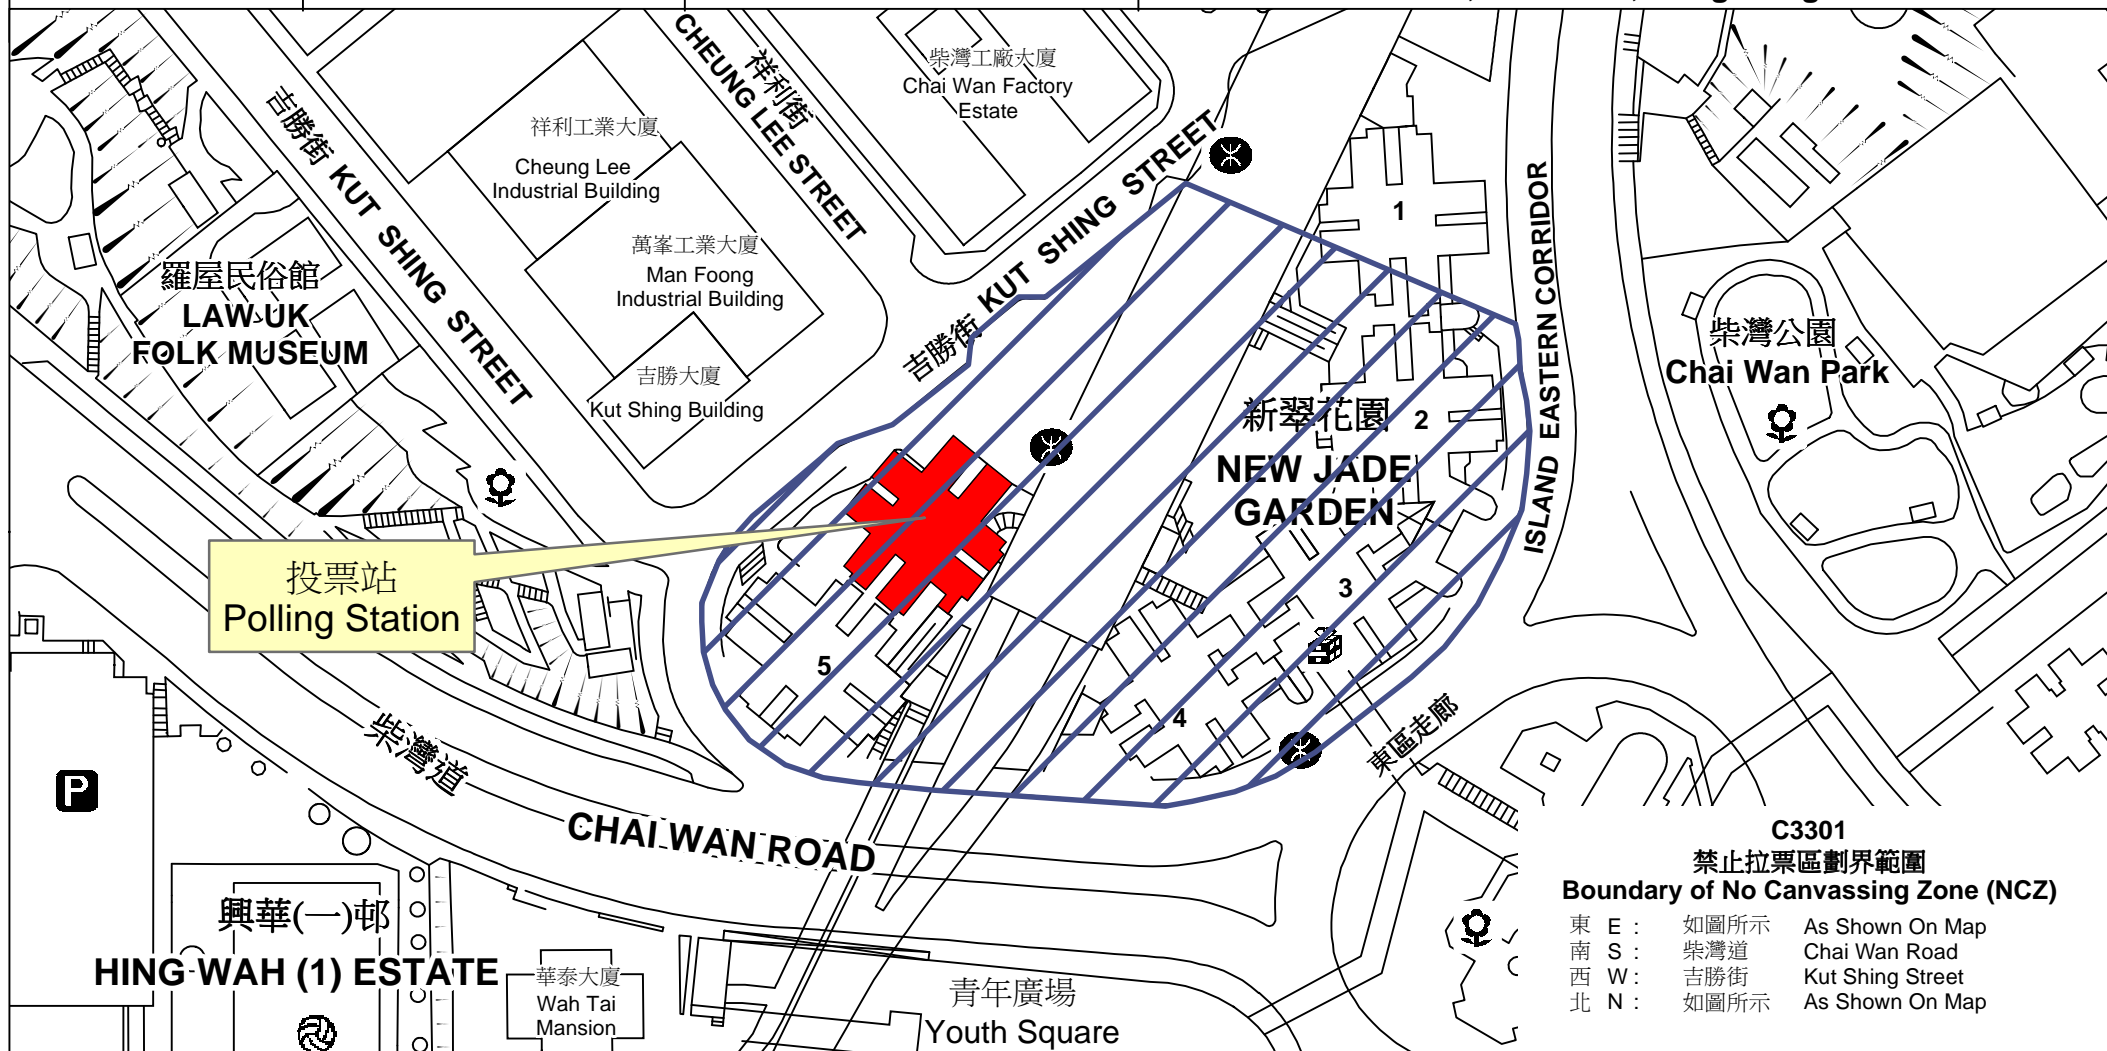 柴灣工廠大廈
Chai Wan Factory
Estate
祥利街
CHEUNG LEE STREET
吉勝街 KUT SHING STREET
祥利工業大廈
Cheung Lee
Industrial Building
萬峯工業大廈
Man Foong
Industrial Building
吉勝大廈
Kut Shing Building
吉勝街 KUT SHING STREET
羅屋民俗館
LAW UK
FOLK MUSEUM
1
ISLAND EASTERN CORRIDOR
柴灣公園
Chai Wan Park
新翠花園
NEW JADE
GARDEN
2
3
4
5
投票站
Polling Station
東區走廊
柴灣道
CHAI WAN ROAD
P
興華(一)邨
HING WAH (1) ESTATE
華泰大廈
Wah Tai
Mansion
青年廣場
Youth Square
C3301
禁止拉票區劃界範圍
Boundary of No Canvassing Zone (NCZ)
東 E : 如圖所示 As Shown On Map
南 S : 柴灣道 Chai Wan Road
西 W : 吉勝街 Kut Shing Street
北 N : 如圖所示 As Shown On Map